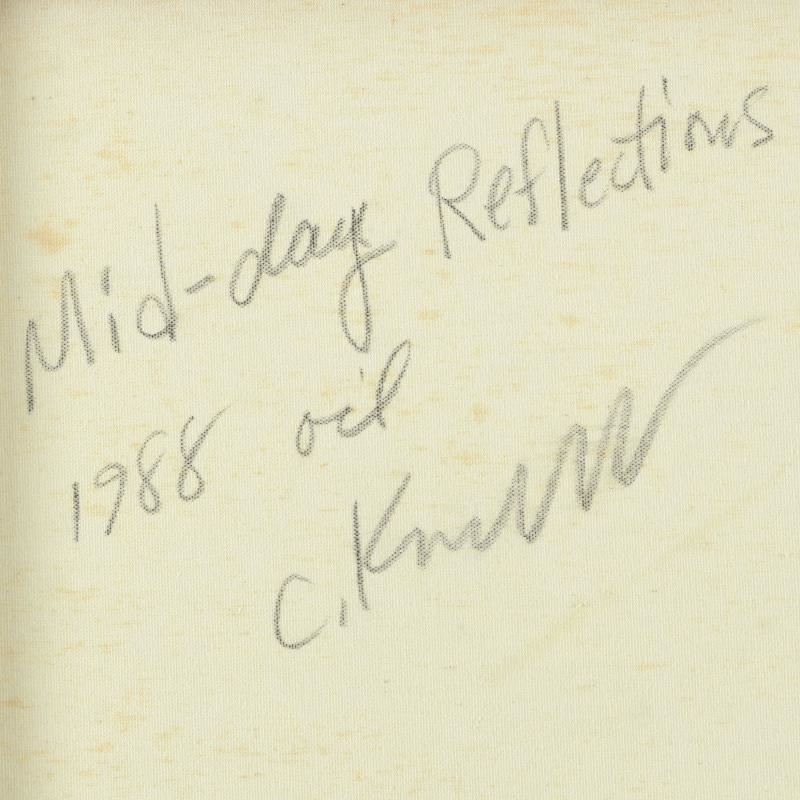 Mid-day Reflections
1988 oil
C.